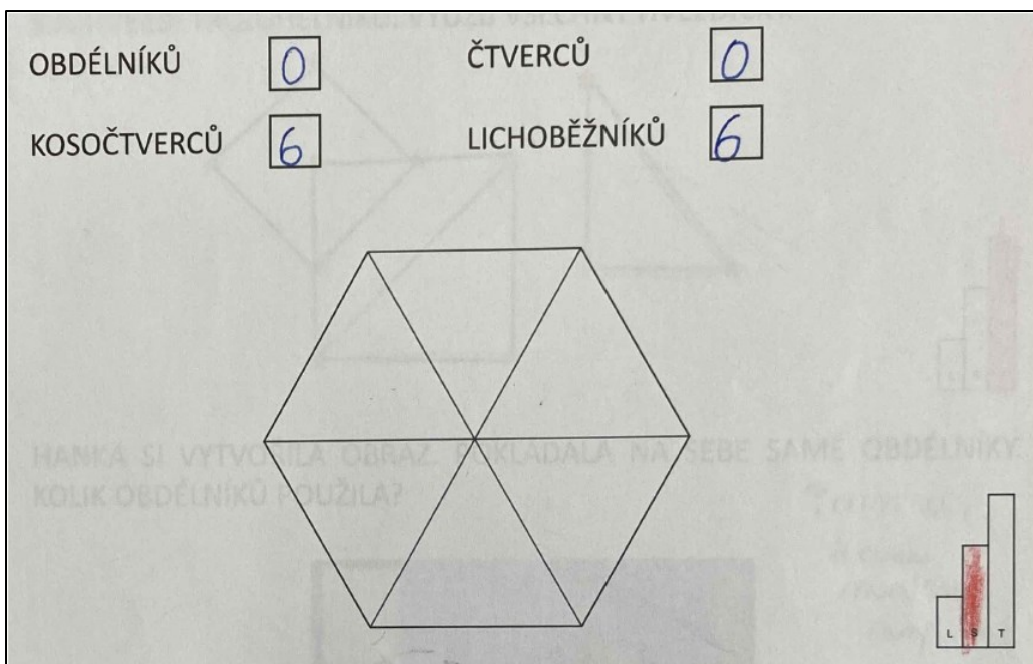 OBDÉLNÍKŮ 0 ČTVERCŮ 0
KOSOČTVERCŮ 6 LICHOBĚŽNÍKŮ 6
HANKA SI VYTVOŘILA OBRAZ. POKLÁDALA NA SEBE SAMÉ OBDÉLNÍKY.
KOLIK OBDÉLNÍKŮ POUŽILA?
L S T